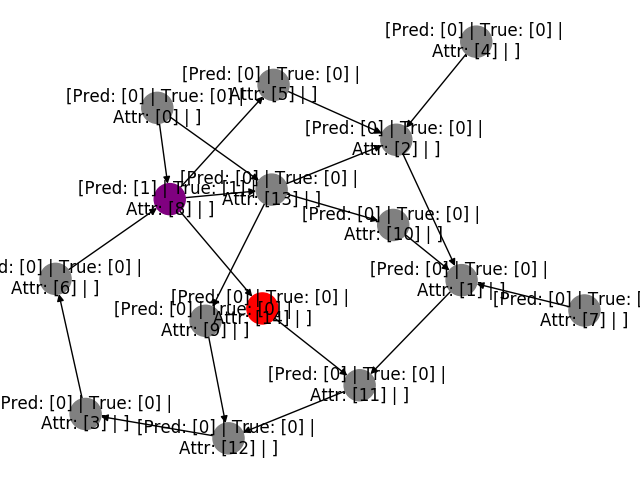 [Pred: [0] | True: [0] |
Attr: [4] | ]
[Pred: [0] | True: [0] |
Attr: [5] | ]
[Pred: [0] | True: [0] |
Attr: [0] | ]
[Pred: [0] | True: [0] |
Attr: [2] | ]
[Pred: [0] | True: [0] |
Attr: [13] | ]
[Pred: [1] | True: [1] |
Attr: [8] | ]
[Pred: [0] | True: [0] |
Attr: [10] | ]
d: [0] | True: [0] |
Attr: [6] | ]
[Pred: [0] | True: [0] |
Attr: [1] | ]
[Pred: [0] | True: [0] |
Attr: [14] | ]
[Pred: [0] | True: [0] |
Attr: [9] | ]
[Pred: [0] | True: [
Attr: [7] | ]
[Pred: [0] | True: [0] |
Attr: [11] | ]
Pred: [0] | True: [0] |
Attr: [3] | ]
[Pred: [0] | True: [0] |
Attr: [12] | ]